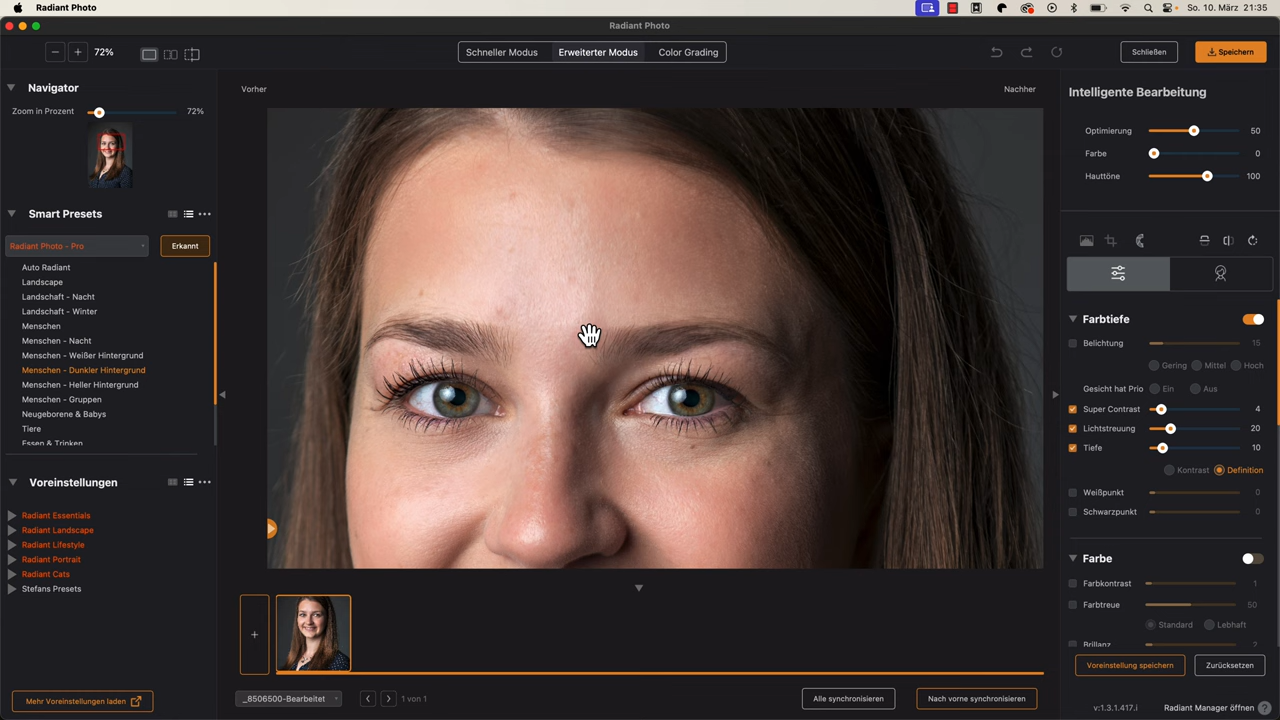 Radiant Photo
So. 10. März 21:35
Radiant Photo
72%
Schneller Modus
Erweiterter Modus
Color Grading
Schließen
Speichern
Navigator
Zoom in Prozent
72%
Smart Presets
Radiant Photo - Pro
Erkannt
Auto Radiant
Landscape
Landschaft - Nacht
Landschaft - Winter
Menschen
Menschen - Nacht
Menschen - Weißer Hintergrund
Menschen - Dunkler Hintergrund
Menschen - Heller Hintergrund
Menschen - Gruppen
Neugeborene & Babys
Tiere
Essen & Trinken
Voreinstellungen
Radiant Essentials
Radiant Landscape
Radiant Lifestyle
Radiant Portrait
Radiant Cats
Stefans Presets
Mehr Voreinstellungen laden
Vorher
Nachher
_8506500-Bearbeitet
1 von 1
Alle synchronisieren
Nach vorne synchronisieren
Intelligente Bearbeitung
Optimierung 50
Farbe 0
Hauttöne 100
Farbtiefe
Belichtung 15
Gering Mittel Hoch
Gesicht hat Prio Ein Aus
Super Contrast 4
Lichtstreuung 20
Tiefe 10
Kontrast Definition
Weißpunkt 0
Schwarzpunkt 0
Farbe
Farbkontrast 1
Farbtreue 50
Standard Lebhaft
Brillanz 2
Voreinstellung speichern
Zurücksetzen
v:1.3.1.417.i
Radiant Manager öffnen